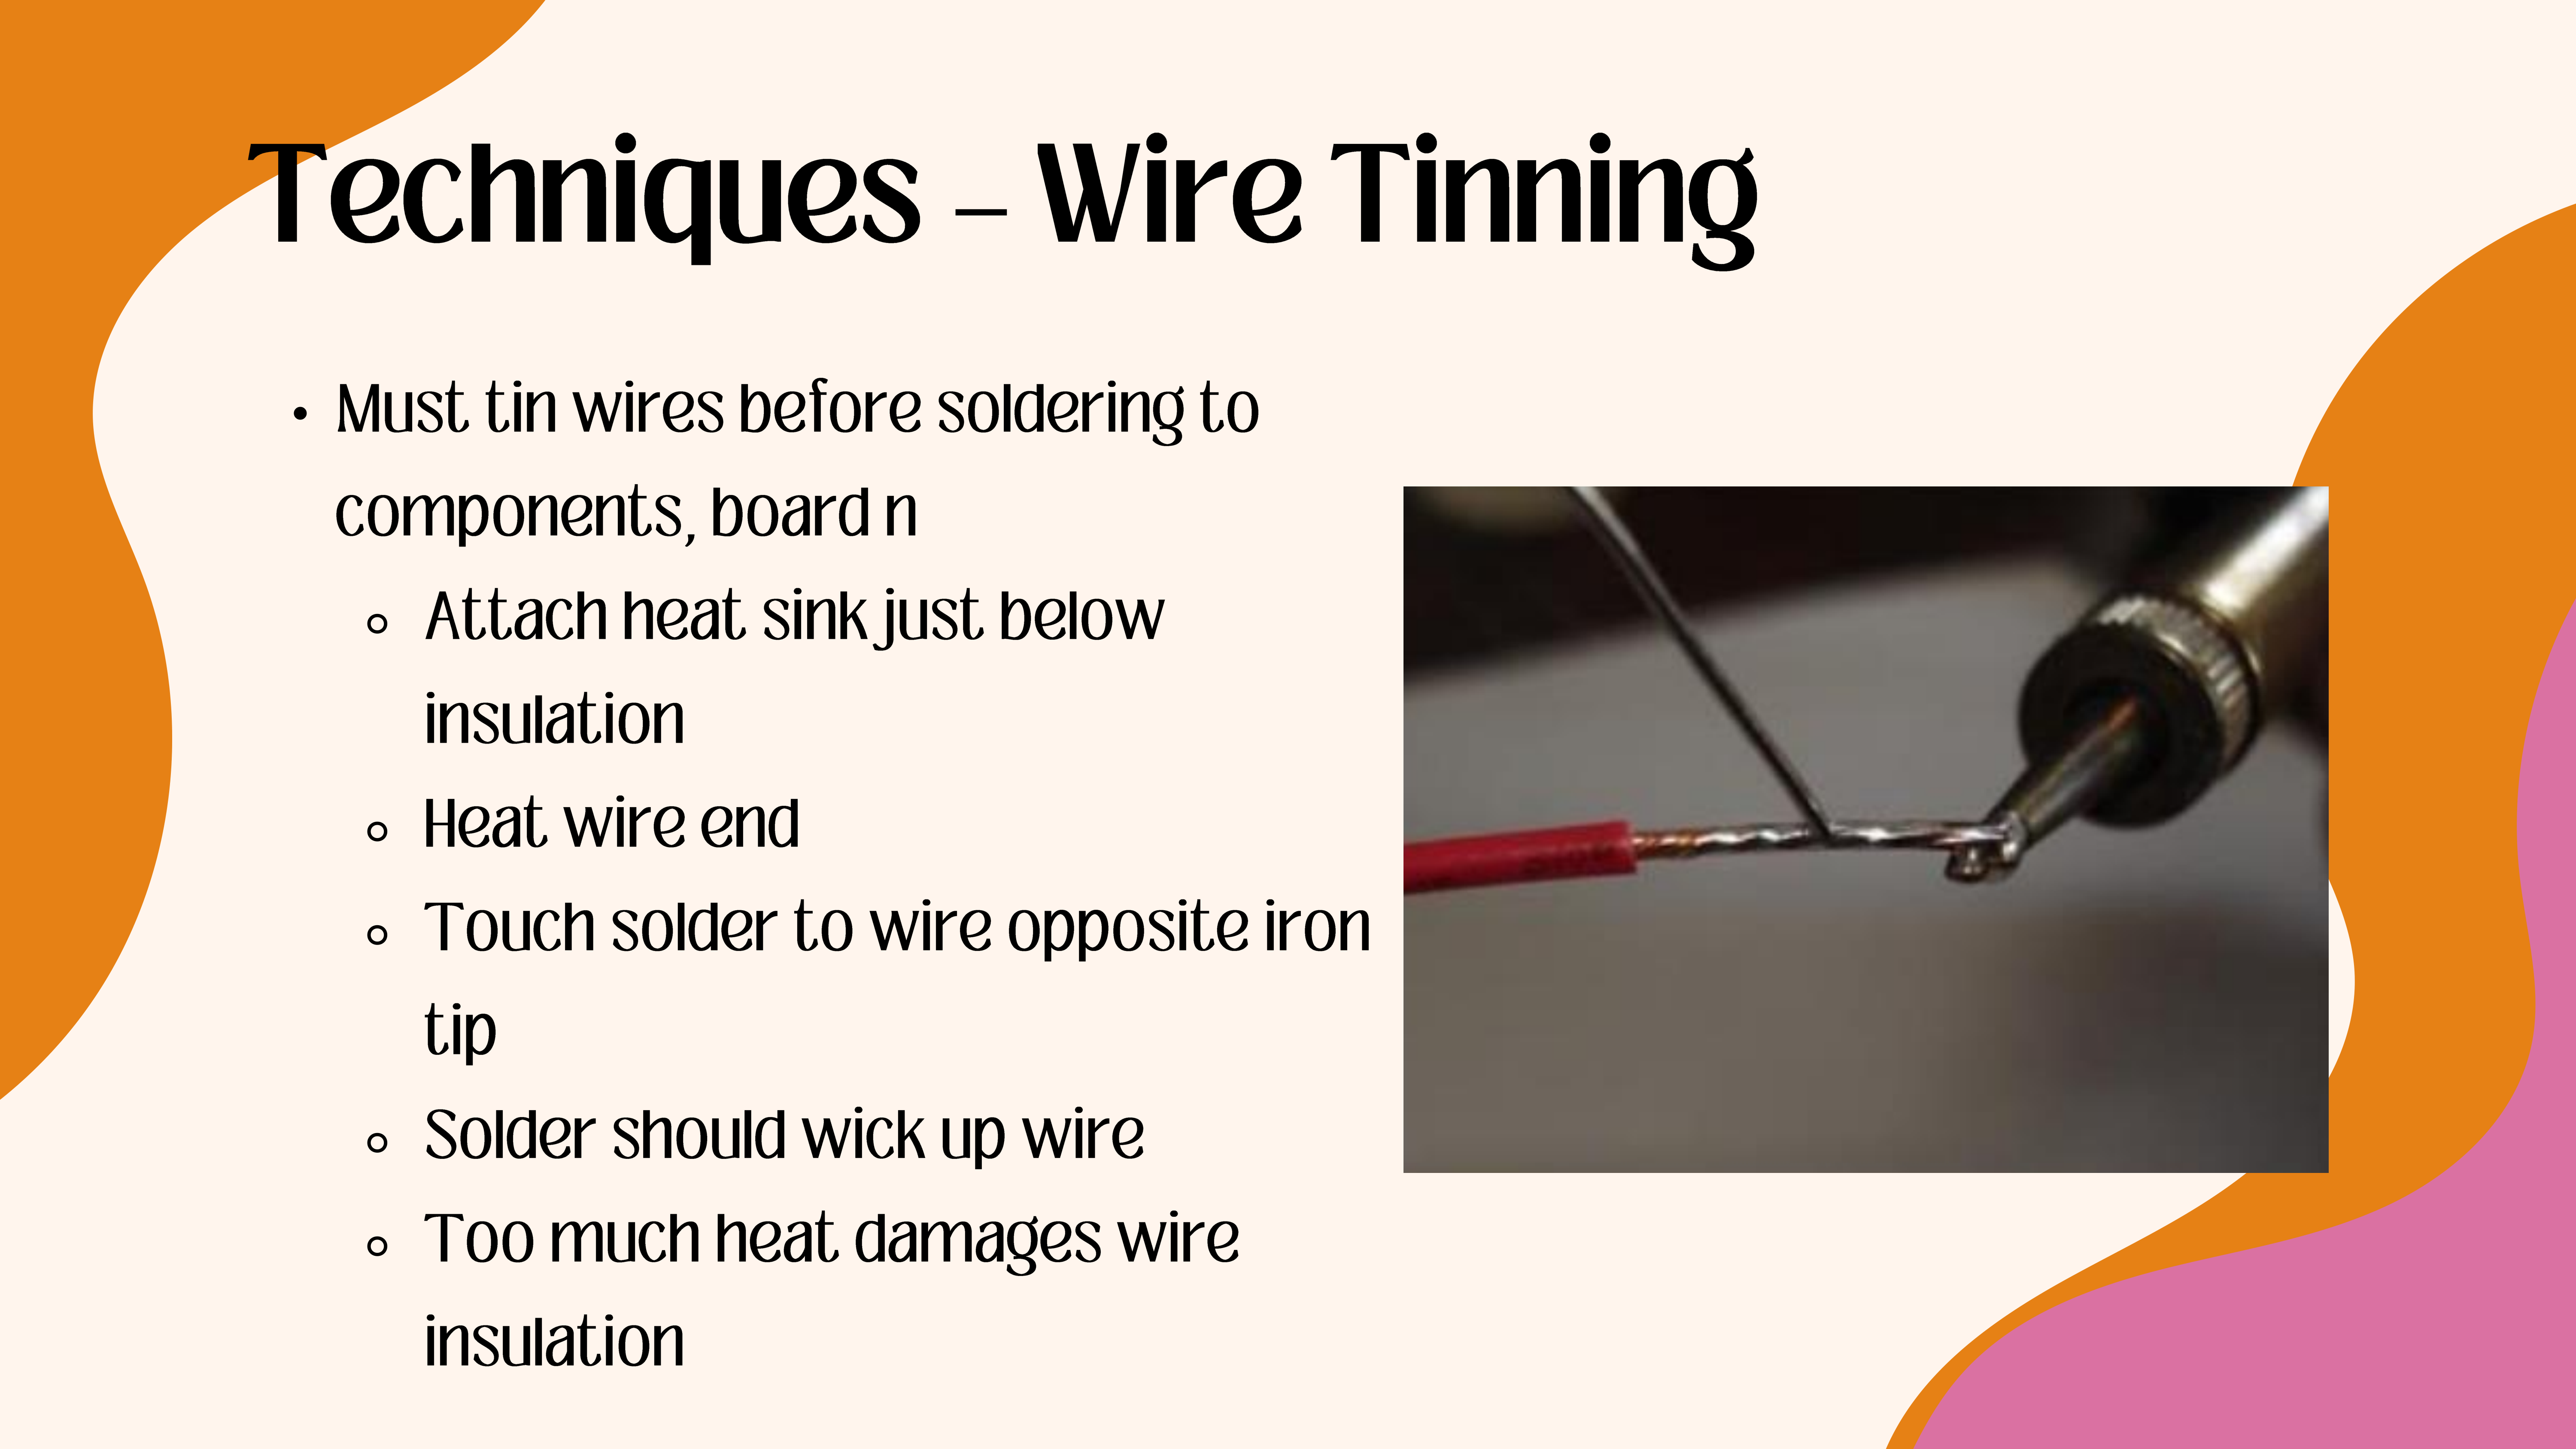 Techniques – Wire Tinning
• Must tin wires before soldering to
components, board n
Attach heat sink just below
insulation
Heat wire end
Touch solder to wire opposite iron
tip
Solder should wick up wire
Too much heat damages wire
insulation